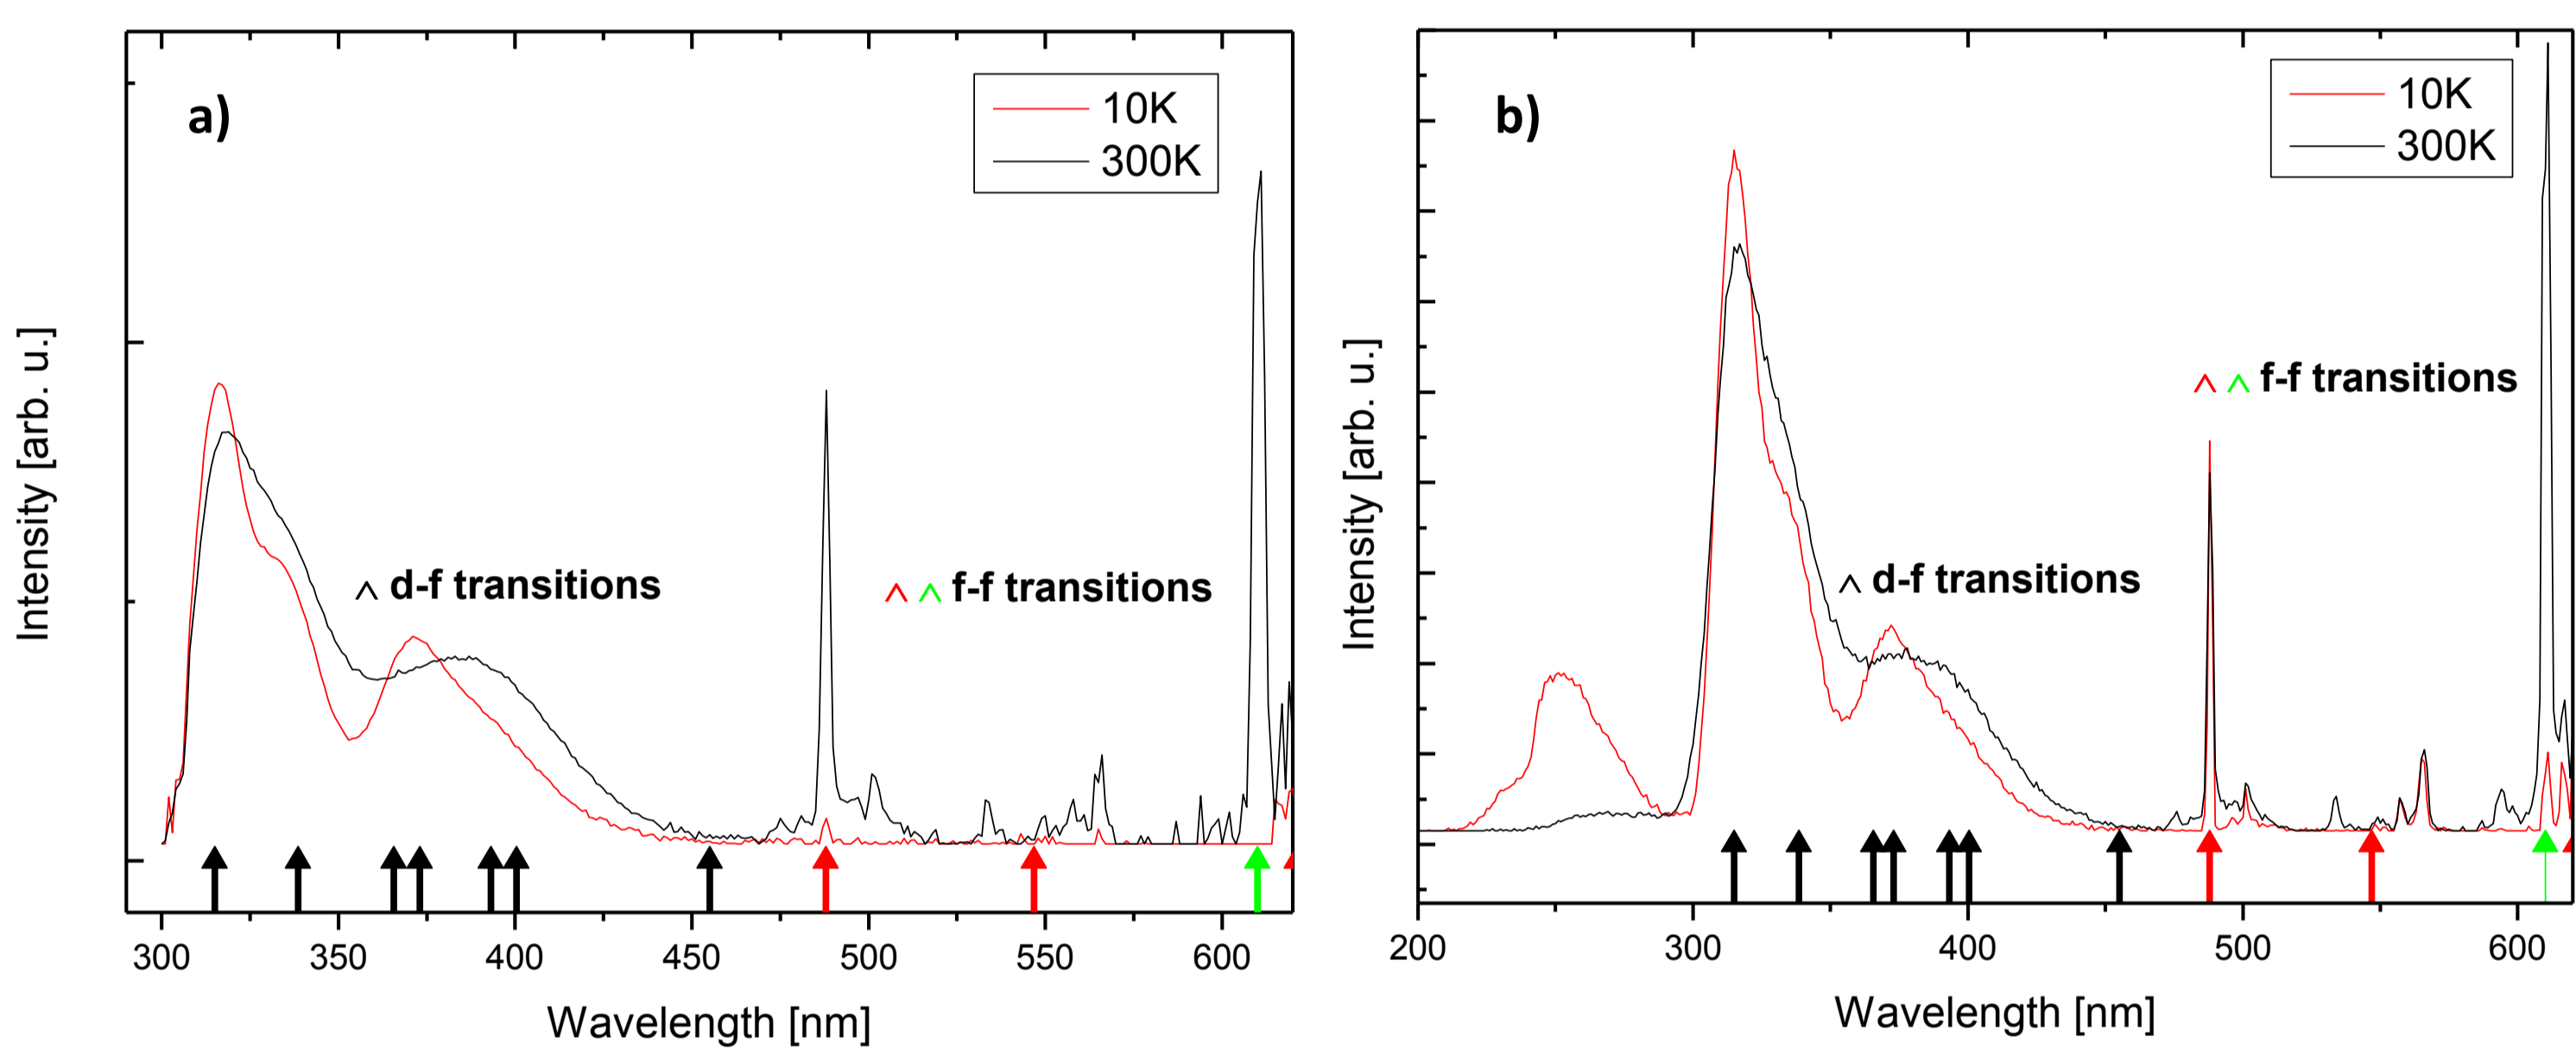 a)
10K
300K
^ d-f transitions
^ ^ f-f transitions
Intensity [arb. u.]
300 350 400 450 500 550 600
Wavelength [nm]
b)
10K
300K
^ ^ f-f transitions
^ d-f transitions
Intensity [arb. u.]
200 300 400 500 600
Wavelength [nm]